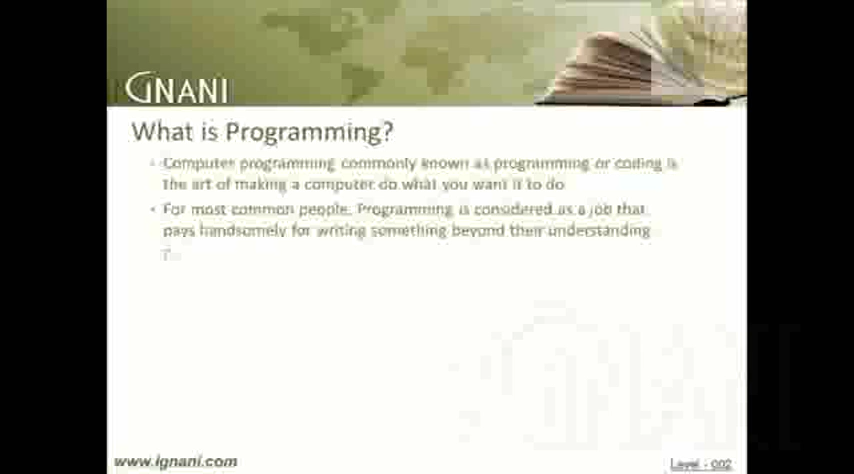 IGNANI
What is Programming?
Computer programming commonly known as programming or coding is
the art of making a computer do what you want it to do
For most common people, Programming is considered as a job that
pays handsomely for writing something beyond their understanding
www.ignani.com
Level - 002